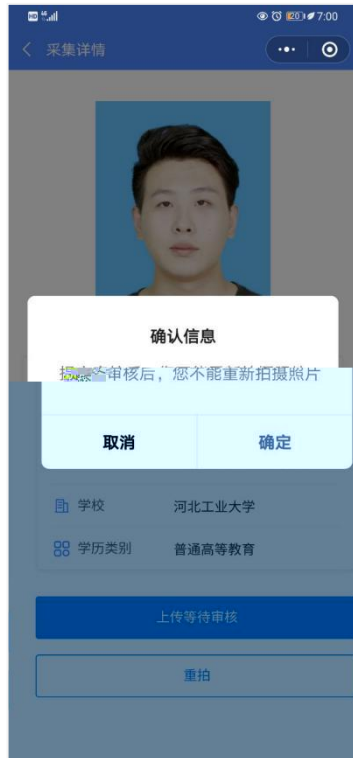 7:00
采集详情
确认信息
审核后，您不能重新拍摄照片
取消
确定
学校
河北工业大学
学历类别
普通高等教育
上传等待审核
重拍